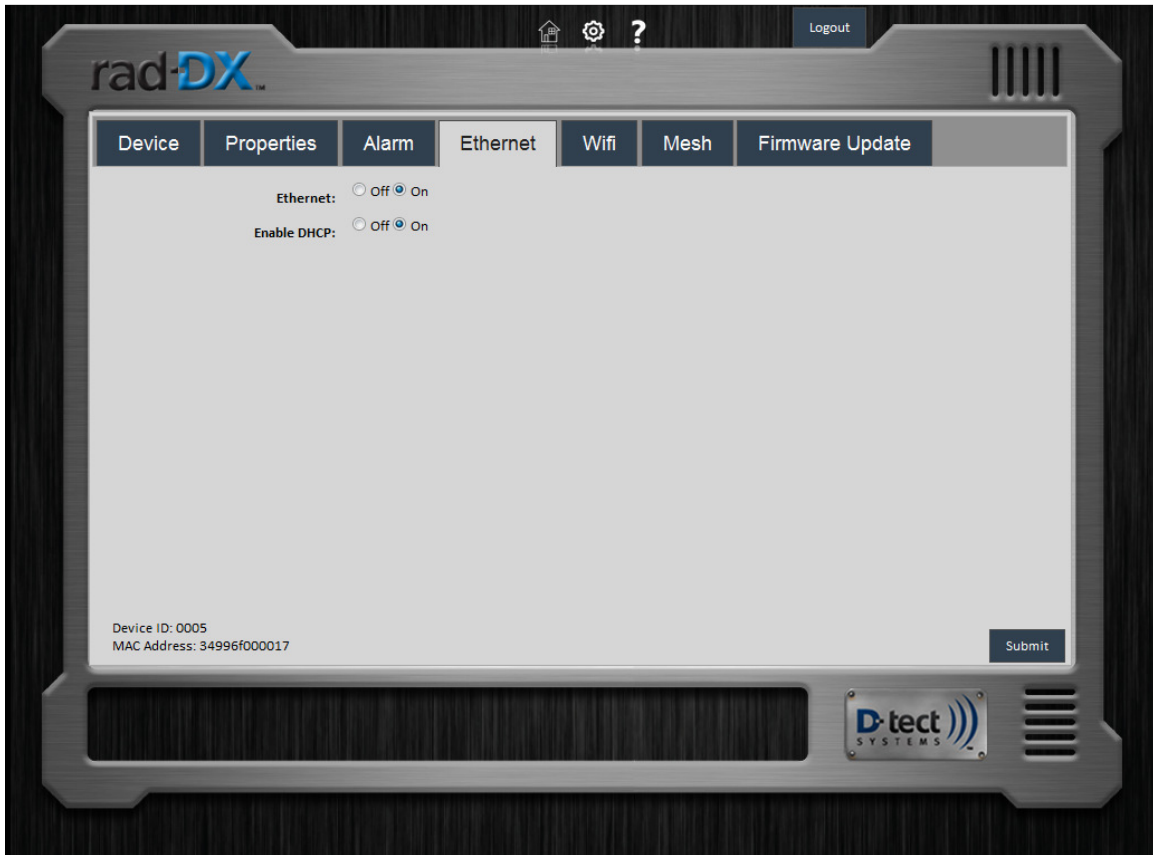 Logout
rad-DX™
Device Properties Alarm Ethernet Wifi Mesh Firmware Update
Ethernet: Off On
Enable DHCP: Off On
Device ID: 0005
MAC Address: 34996f000017
Submit
D-tect
SYSTEMS